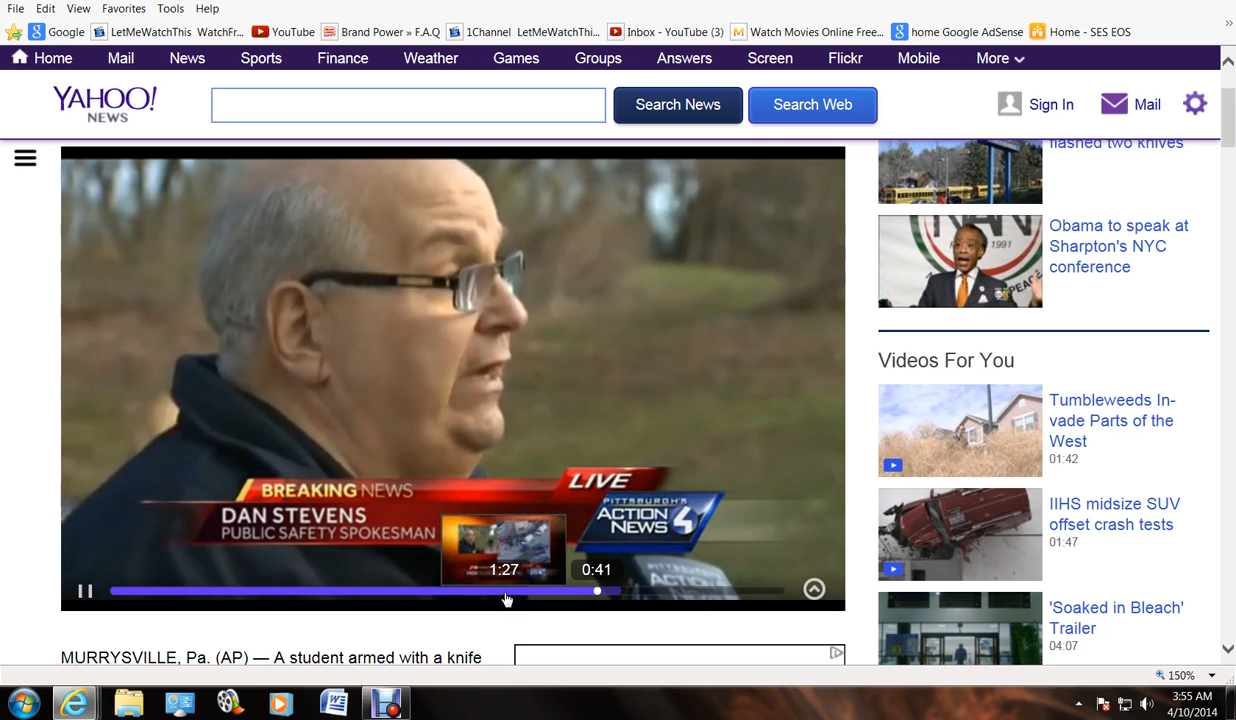 File Edit View Favorites Tools Help
Google LetMeWatchThis WatchFr... YouTube Brand Power » F.A.Q 1Channel LetMeWatchThi... Inbox - YouTube (3) Watch Movies Online Free... home Google AdSense Home - SES EOS
Home Mail News Sports Finance Weather Games Groups Answers Screen Flickr Mobile More
YAHOO!
NEWS
Search News Search Web Sign In Mail
flashed two knives
1991
PEACE
Obama to speak at
Sharpton's NYC
conference
Videos For You
Tumbleweeds In-
vade Parts of the
West
01:42
IIHS midsize SUV
offset crash tests
01:47
'Soaked in Bleach'
Trailer
04:07
LIVE
BREAKING NEWS
DAN STEVENS
PUBLIC SAFETY SPOKESMAN
PITTSBURGH'S
ACTION
NEWS 4
ACTION
1:27 0:41
MURRYSVILLE, Pa. (AP) — A student armed with a knife
150%
3:55 AM
4/10/2014